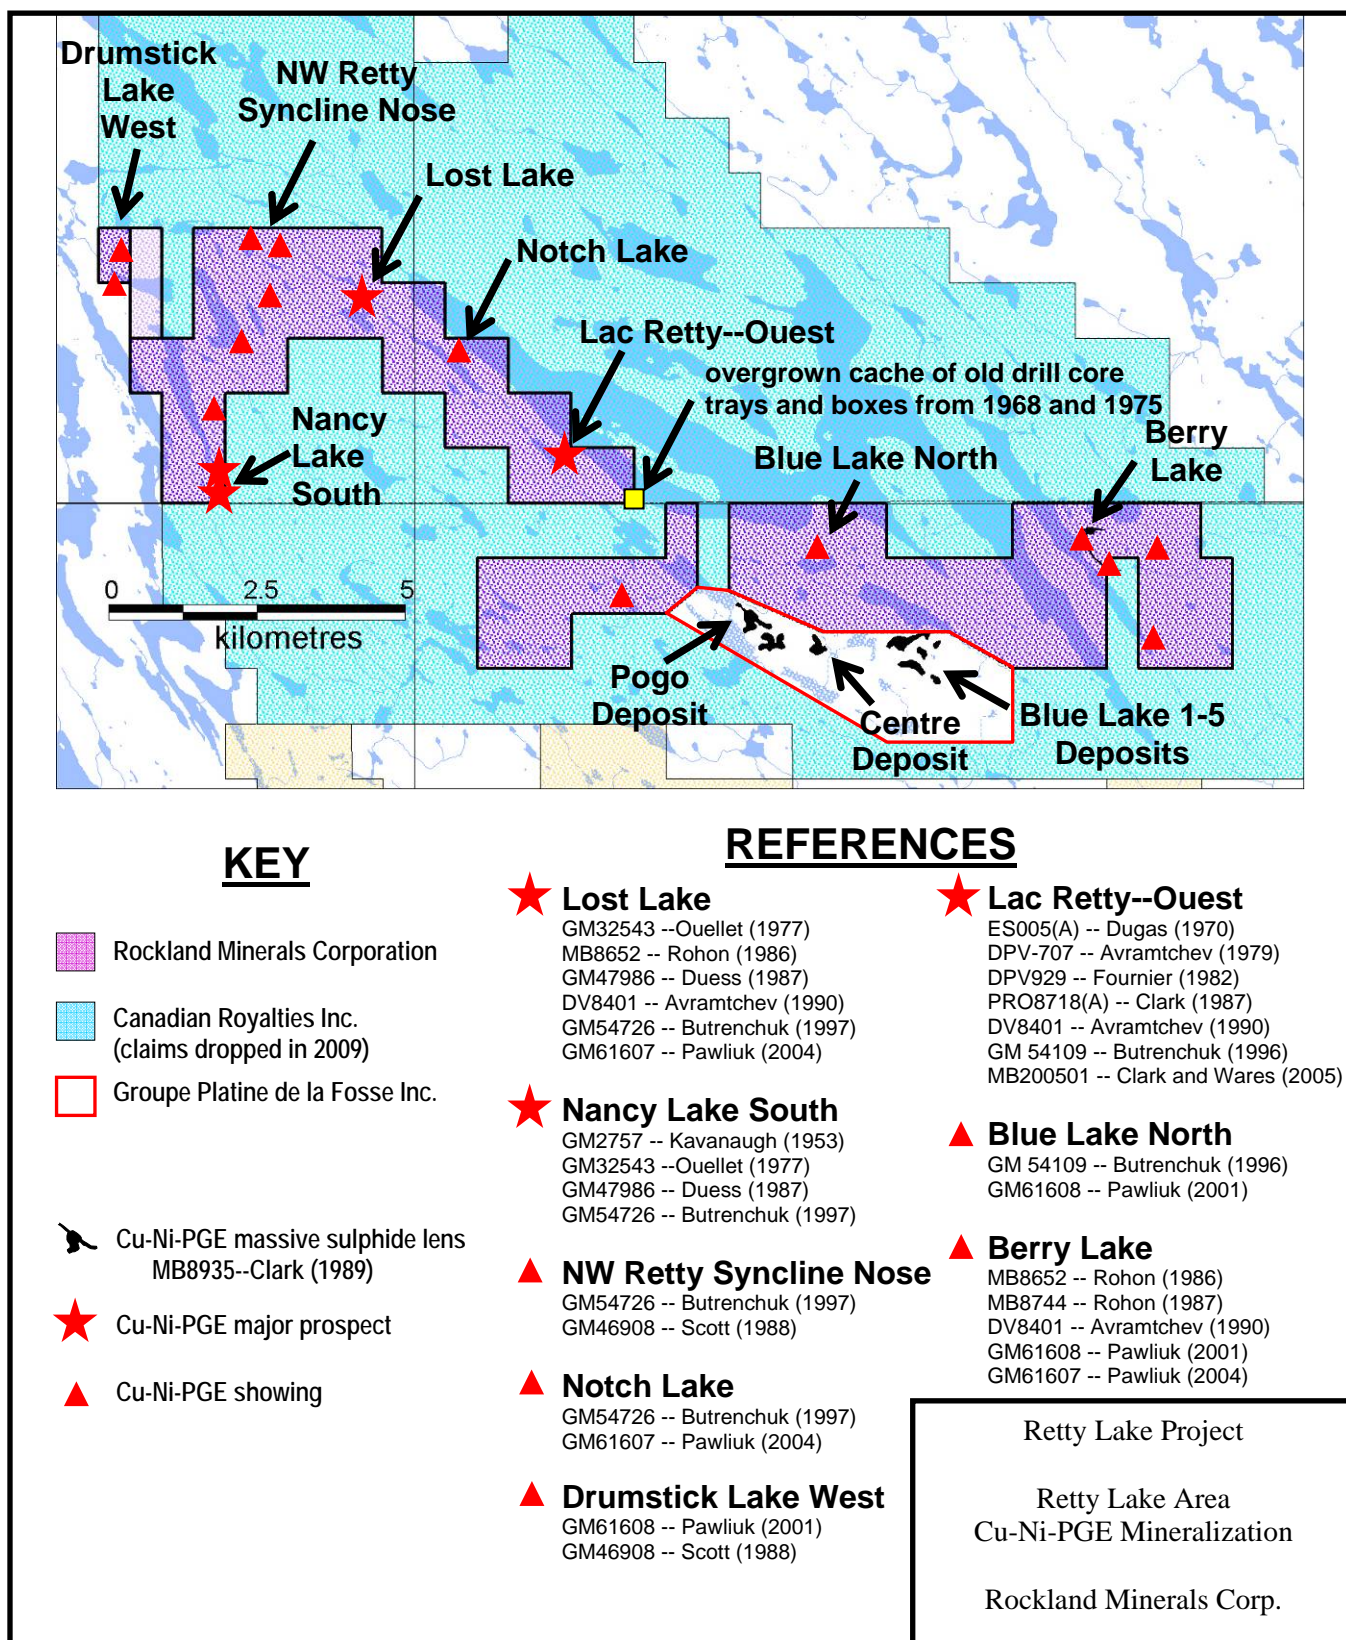 Drumstick
Lake
West
NW Retty
Syncline Nose
Lost Lake
Notch Lake
Lac Retty--Ouest
overgrown cache of old drill core
trays and boxes from 1968 and 1975
Nancy
Lake
South
Blue Lake North
Berry
Lake
0 2.5 5
kilometres
Pogo
Deposit
Centre
Deposit
Blue Lake 1-5
Deposits
KEY
Rockland Minerals Corporation
Canadian Royalties Inc.
(claims dropped in 2009)
Groupe Platine de la Fosse Inc.
Cu-Ni-PGE massive sulphide lens
MB8935--Clark (1989)
Cu-Ni-PGE major prospect
Cu-Ni-PGE showing
REFERENCES
Lost Lake
GM32543 --Ouellet (1977)
MB8652 -- Rohon (1986)
GM47986 -- Duess (1987)
DV8401 -- Avramtchev (1990)
GM54726 -- Butrenchuk (1997)
GM61607 -- Pawliuk (2004)
Nancy Lake South
GM2757 -- Kavanaugh (1953)
GM32543 --Ouellet (1977)
GM47986 -- Duess (1987)
GM54726 -- Butrenchuk (1997)
NW Retty Syncline Nose
GM54726 -- Butrenchuk (1997)
GM46908 -- Scott (1988)
Notch Lake
GM54726 -- Butrenchuk (1997)
GM61607 -- Pawliuk (2004)
Drumstick Lake West
GM61608 -- Pawliuk (2001)
GM46908 -- Scott (1988)
Lac Retty--Ouest
ES005(A) -- Dugas (1970)
DPV-707 -- Avramtchev (1979)
DPV929 -- Fournier (1982)
PRO8718(A) -- Clark (1987)
DV8401 -- Avramtchev (1990)
GM 54109 -- Butrenchuk (1996)
MB200501 -- Clark and Wares (2005)
Blue Lake North
GM 54109 -- Butrenchuk (1996)
GM61608 -- Pawliuk (2001)
Berry Lake
MB8652 -- Rohon (1986)
MB8744 -- Rohon (1987)
DV8401 -- Avramtchev (1990)
GM61608 -- Pawliuk (2001)
GM61607 -- Pawliuk (2004)
Retty Lake Project
Retty Lake Area
Cu-Ni-PGE Mineralization
Rockland Minerals Corp.